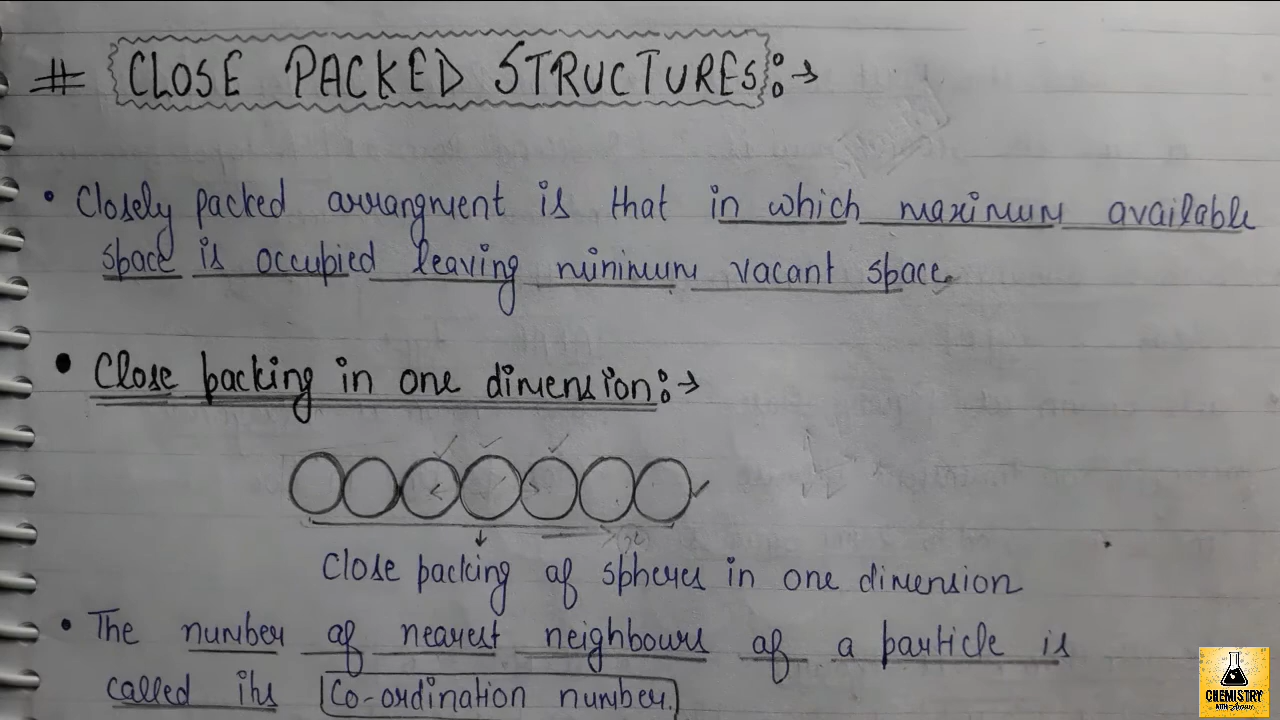 # CLOSE PACKED STRUCTURES:→
• Closely packed arrangment is that in which maximum available
space is occupied leaving minimum vacant space.
• Close packing in one dimension:→
Close packing of spheres in one dimension
• The number of nearest neighbours of a particle is
called its Co-ordination number.
CHEMISTRY